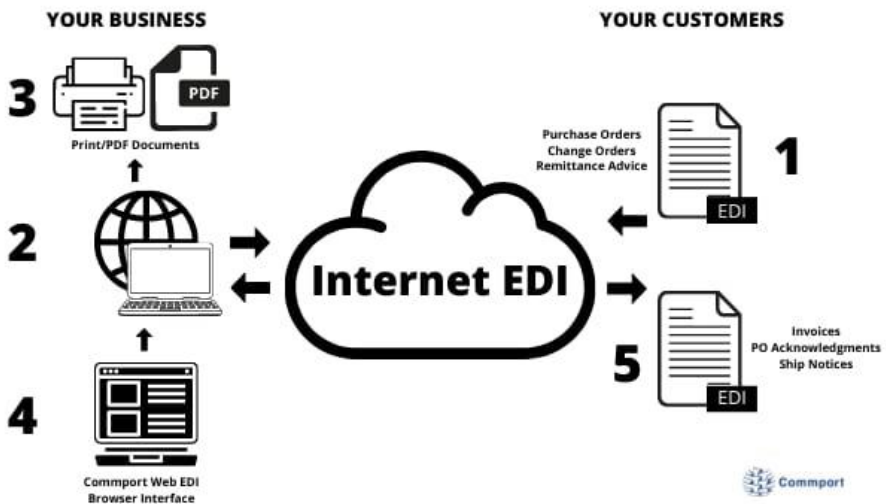 YOUR BUSINESS
YOUR CUSTOMERS
3
PDF
Print/PDF Documents
Purchase Orders
Change Orders
Remittance Advice
EDI
1
2
Internet EDI
Invoices
PO Acknowledgments
Ship Notices
5
EDI
4
Commport Web EDI
Browser Interface
Commport